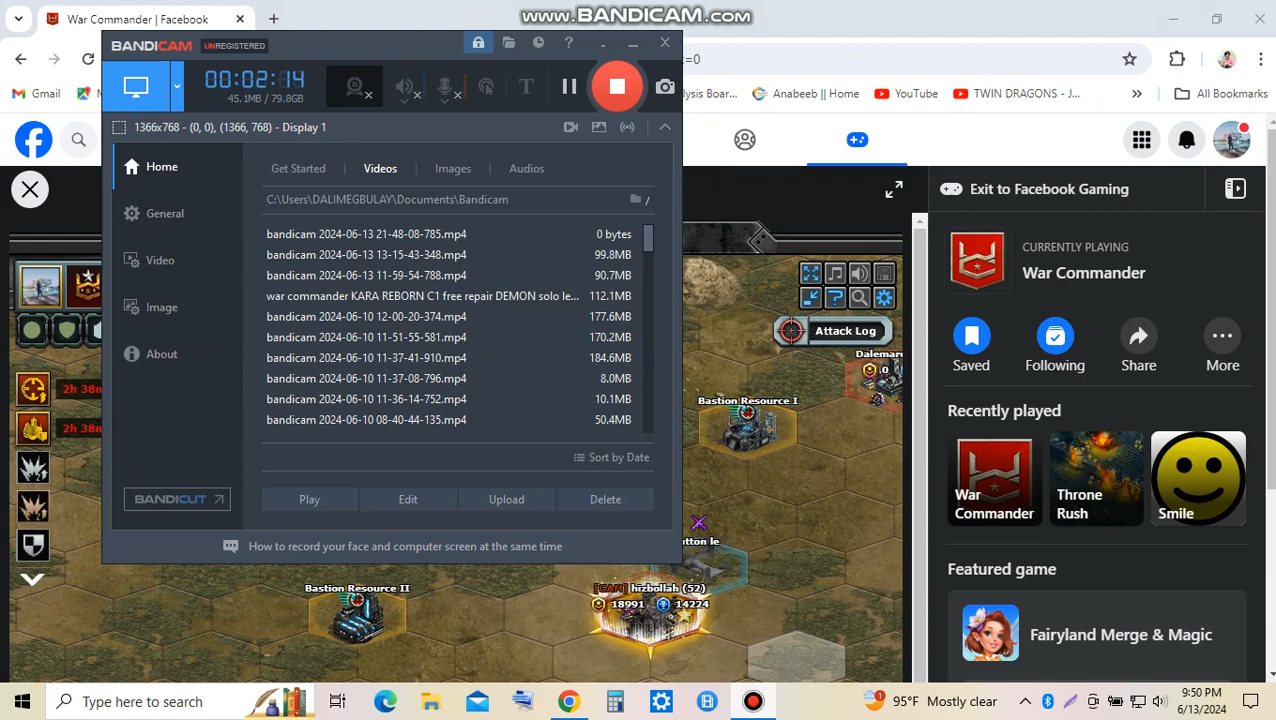 www.BANDICAM.com
War Commander | Facebook
BANDICAM UNREGISTERED
00:02:14
45.1MB / 79.8GB
=0
Gmail
YouTube
Anabeeb || Home
YouTube
TWIN DRAGONS - J...
All Bookmarks
1366x768 - (0, 0), (1366, 768) - Display 1
Home
General
Video
Image
About
BANDICUT
Get Started
Videos
Images
Audios
C:\Users\DALIMEGBULAY\Documents\Bandicam
bandicam 2024-06-13 21-48-08-785.mp4 0 bytes
bandicam 2024-06-13 13-15-43-348.mp4 99.8MB
bandicam 2024-06-13 11-59-54-788.mp4 90.7MB
war commander KARA REBORN C1 free repair DEMON solo le... 112.1MB
bandicam 2024-06-10 12-00-20-374.mp4 177.6MB
bandicam 2024-06-10 11-51-55-581.mp4 170.2MB
bandicam 2024-06-10 11-37-41-910.mp4 184.6MB
bandicam 2024-06-10 11-37-08-796.mp4 8.0MB
bandicam 2024-06-10 11-36-14-752.mp4 10.1MB
bandicam 2024-06-10 08-40-44-135.mp4 50.4MB
Sort by Date
Play
Edit
Upload
Delete
How to record your face and computer screen at the same time
2h 38m
2h 38m
Attack Log
Dalemar
0
Bastion Resource I
tton le
Bastion Resource II
[CAM] hizbollah (52)
18991 14224
Exit to Facebook Gaming
CURRENTLY PLAYING
War Commander
Saved
Following
Share
More
Recently played
War Commander
Throne Rush
Smile
Featured game
Fairyland Merge & Magic
Type here to search
95°F Mostly clear
9:50 PM
6/13/2024